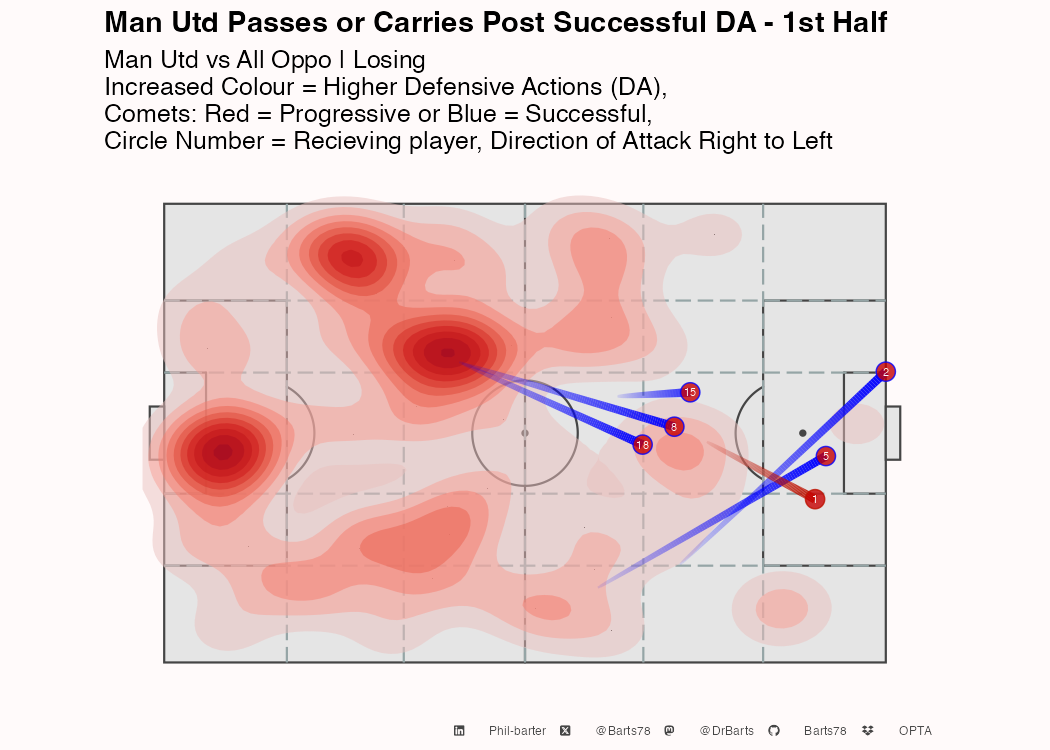 Man Utd Passes or Carries Post Successful DA - 1st Half
Man Utd vs All Oppo | Losing
Increased Colour = Higher Defensive Actions (DA),
Comets: Red = Progressive or Blue = Successful,
Circle Number = Recieving player, Direction of Attack Right to Left
2
15
8
18
5
1
Phil-barter @Barts78 @DrBarts Barts78 OPTA